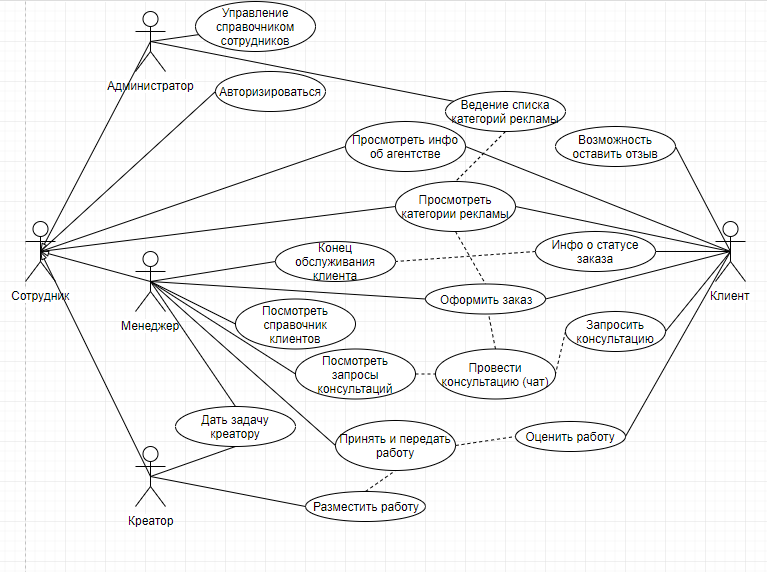 Управление
справочником
сотрудников
Администратор
Авторизироваться
Ведение списка
категорий рекламы
Просмотреть инфо
об агентстве
Возможность
оставить отзыв
Просмотреть
категории рекламы
Конец
обслуживания
клиента
Инфо о статусе
заказа
Сотрудник
Менеджер
Оформить заказ
Клиент
Посмотреть
справочник
клиентов
Запросить
консультацию
Посмотреть
запросы
консультаций
Провести
консультацию (чат)
Дать задачу
креатору
Принять и передать
работу
Оценить работу
Разместить работу
Креатор